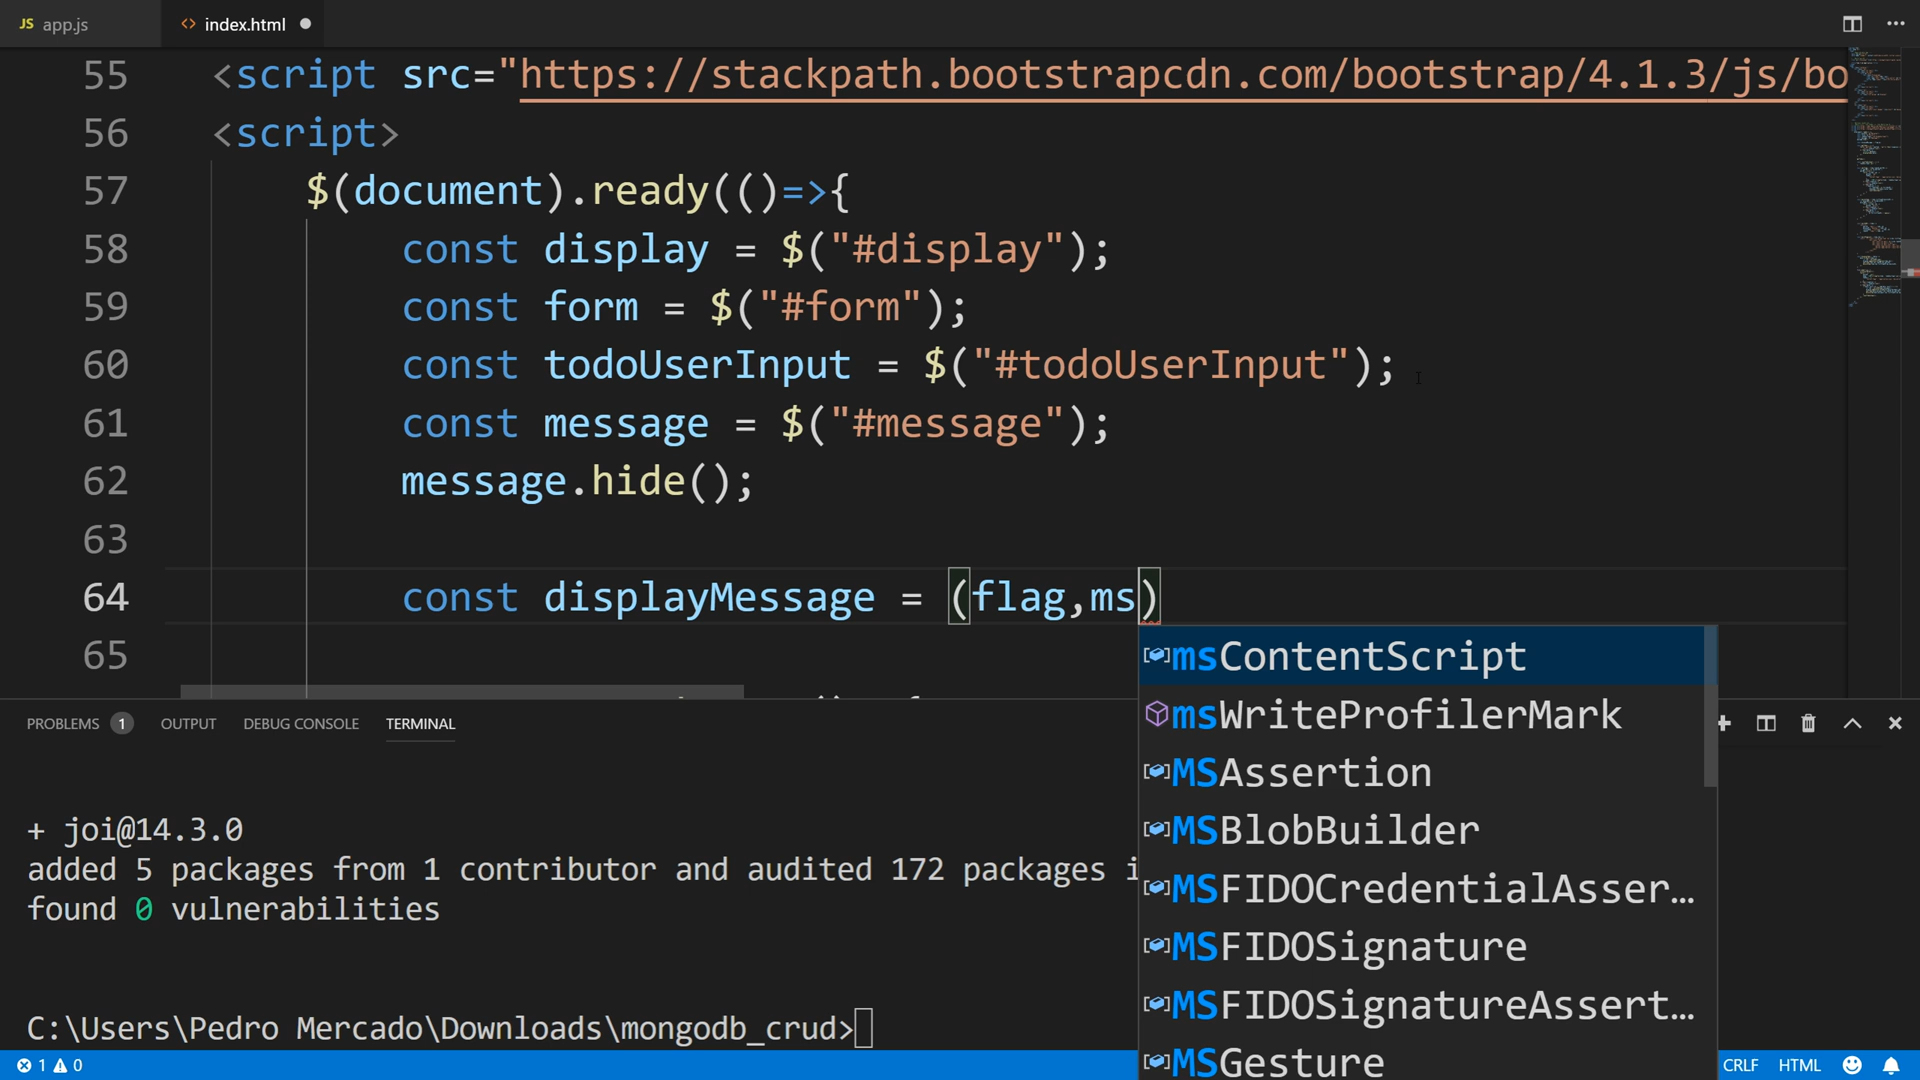 JS app.js <> index.html
55 <script src="https://stackpath.bootstrapcdn.com/bootstrap/4.1.3/js/bo
56 <script>
57 $(document).ready(()=>{
58 const display = $("#display");
59 const form = $("#form");
60 const todoUserInput = $("#todoUserInput");
61 const message = $("#message");
62 message.hide();
63
64 const displayMessage = (flag,ms)
65
msContentScript
msWriteProfilerMark
MSAssertion
MSBlobBuilder
MSFIDOCredentialAsser...
MSFIDOSignature
MSFIDOSignatureAssert...
MSGesture
PROBLEMS 1 OUTPUT DEBUG CONSOLE TERMINAL
+ joi@14.3.0
added 5 packages from 1 contributor and audited 172 packages i
found 0 vulnerabilities
C:\Users\Pedro Mercado\Downloads\mongodb_crud>
1 0 CRLF HTML